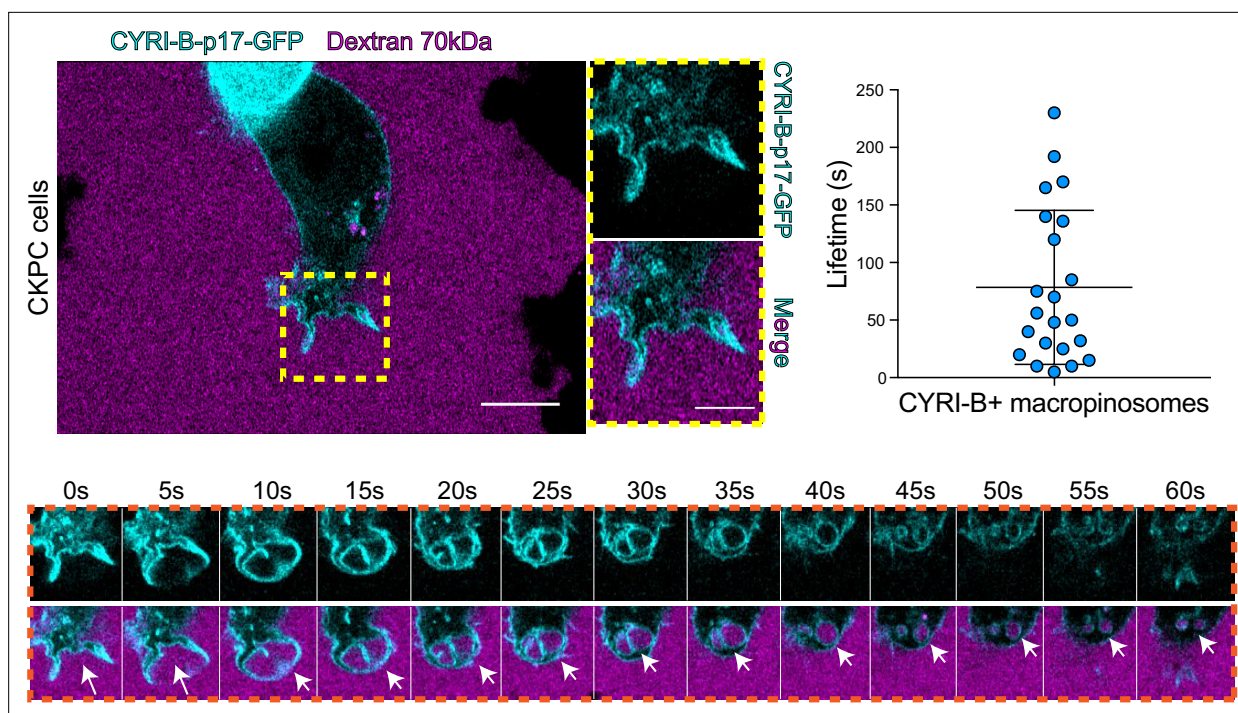 CYRI-B-p17-GFP Dextran 70kDa
CKPC cells
CYRI-B-p17-GFP
Merge
Lifetime (s)
250
200
150
100
50
0
CYRI-B+ macropinosomes
0s 5s 10s 15s 20s 25s 30s 35s 40s 45s 50s 55s 60s